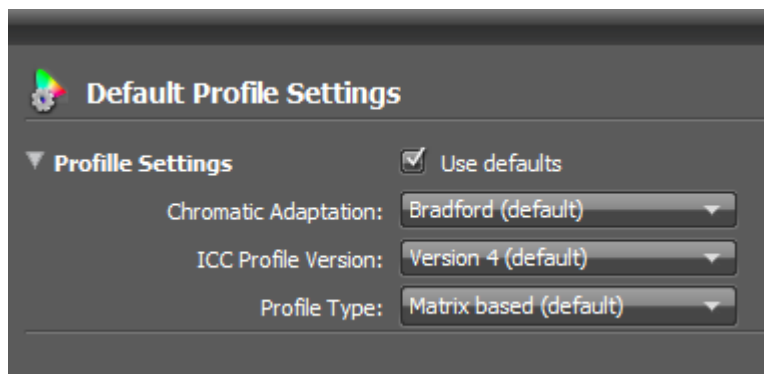 Default Profile Settings
Profille Settings Use defaults
Chromatic Adaptation: Bradford (default)
ICC Profile Version: Version 4 (default)
Profile Type: Matrix based (default)